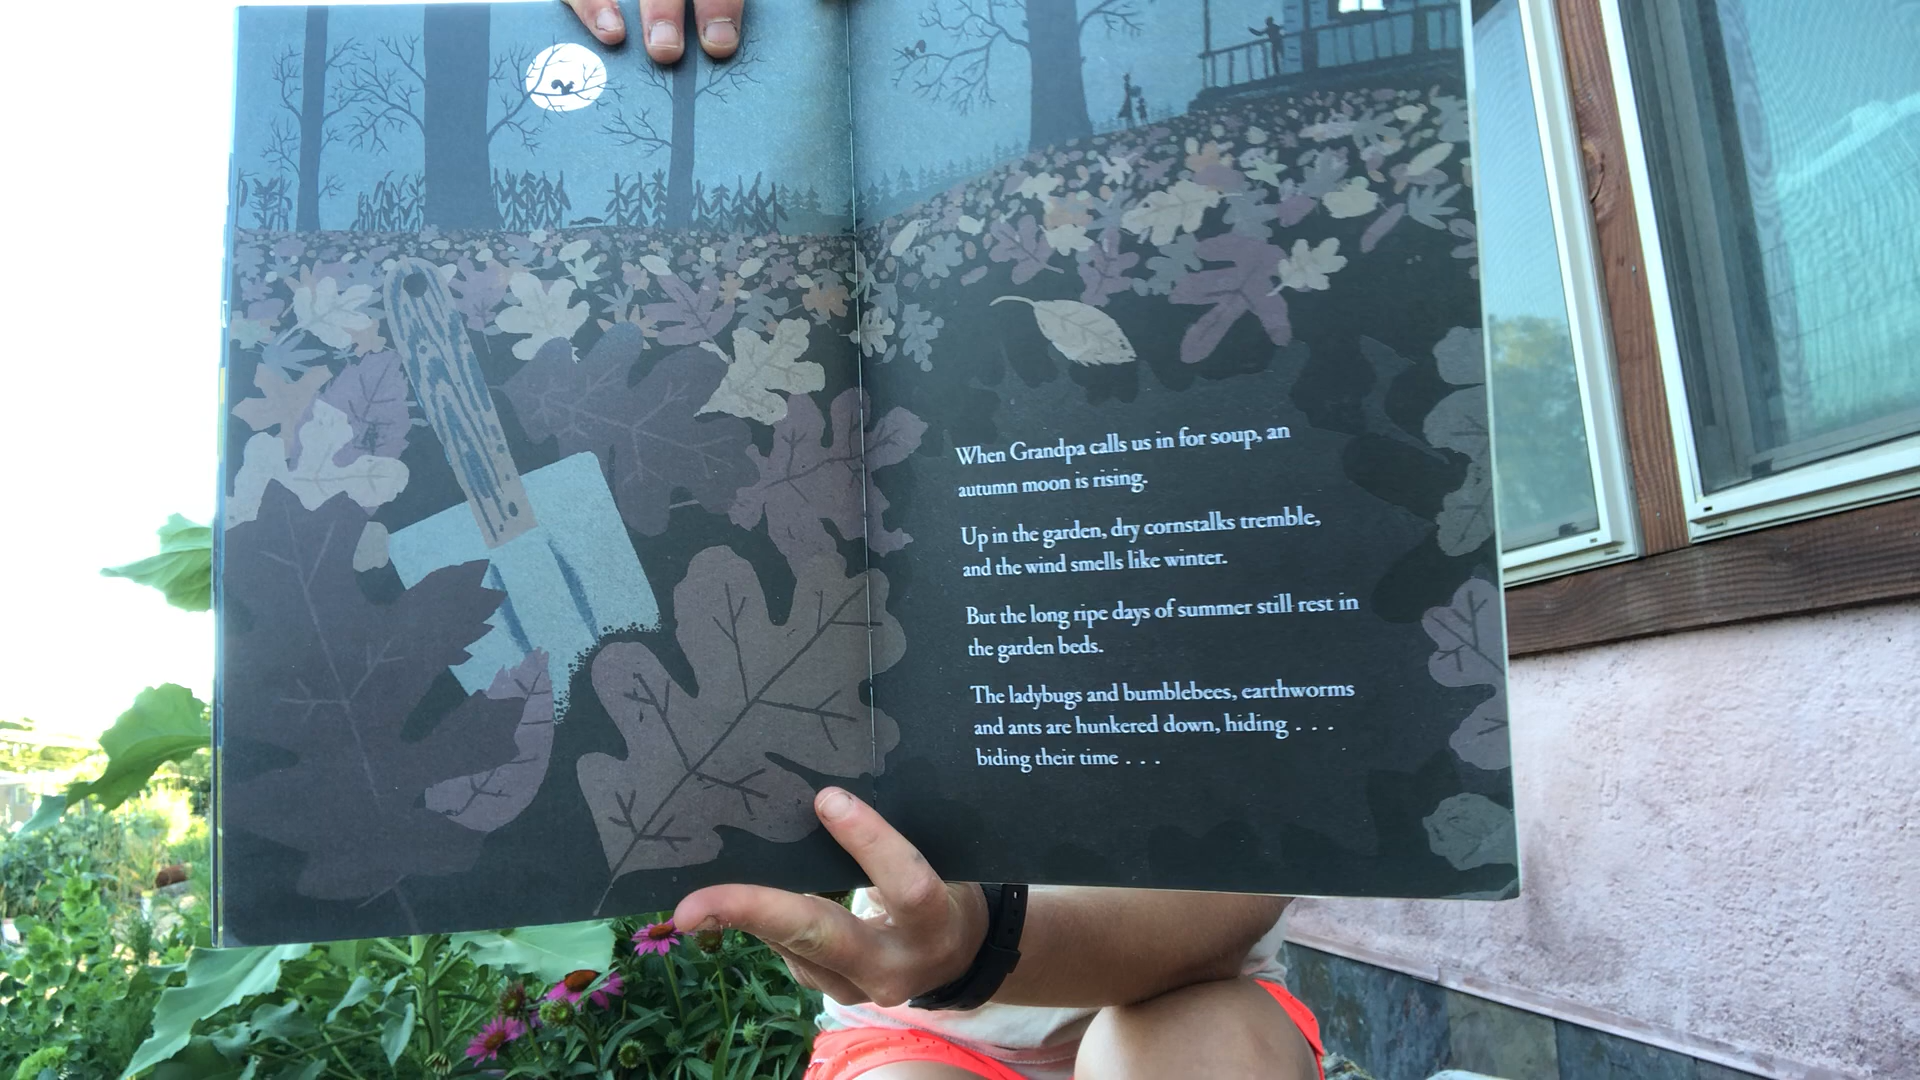 When Grandpa calls us in for soup, an
autumn moon is rising.
Up in the garden, dry cornstalks tremble,
and the wind smells like winter.
But the long ripe days of summer still rest in
the garden beds.
The ladybugs and bumblebees, earthworms
and ants are hunkered down, hiding . . .
biding their time . . .